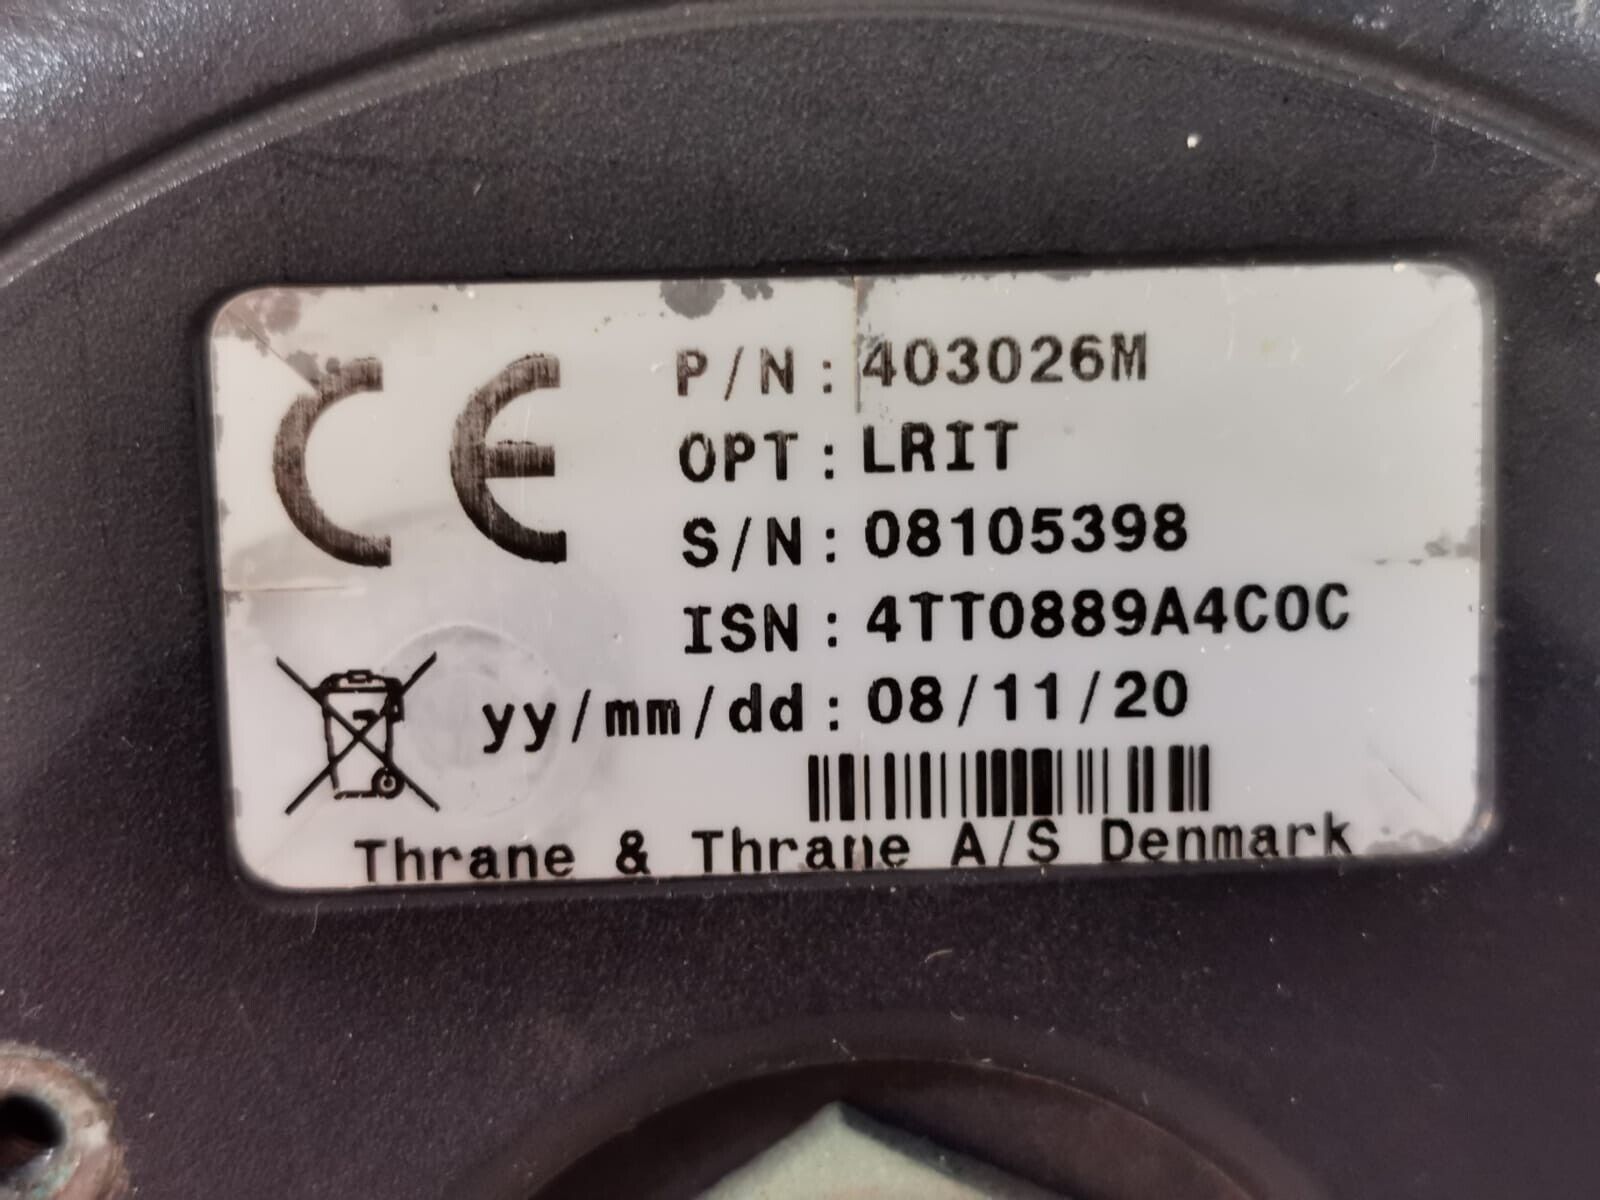 CE
P/N: 403026M
OPT: LRIT
S/N: 08105398
ISN: 4TT0889A4C0C
yy/mm/dd: 08/11/20
Thrane & Thrane A/S Denmark